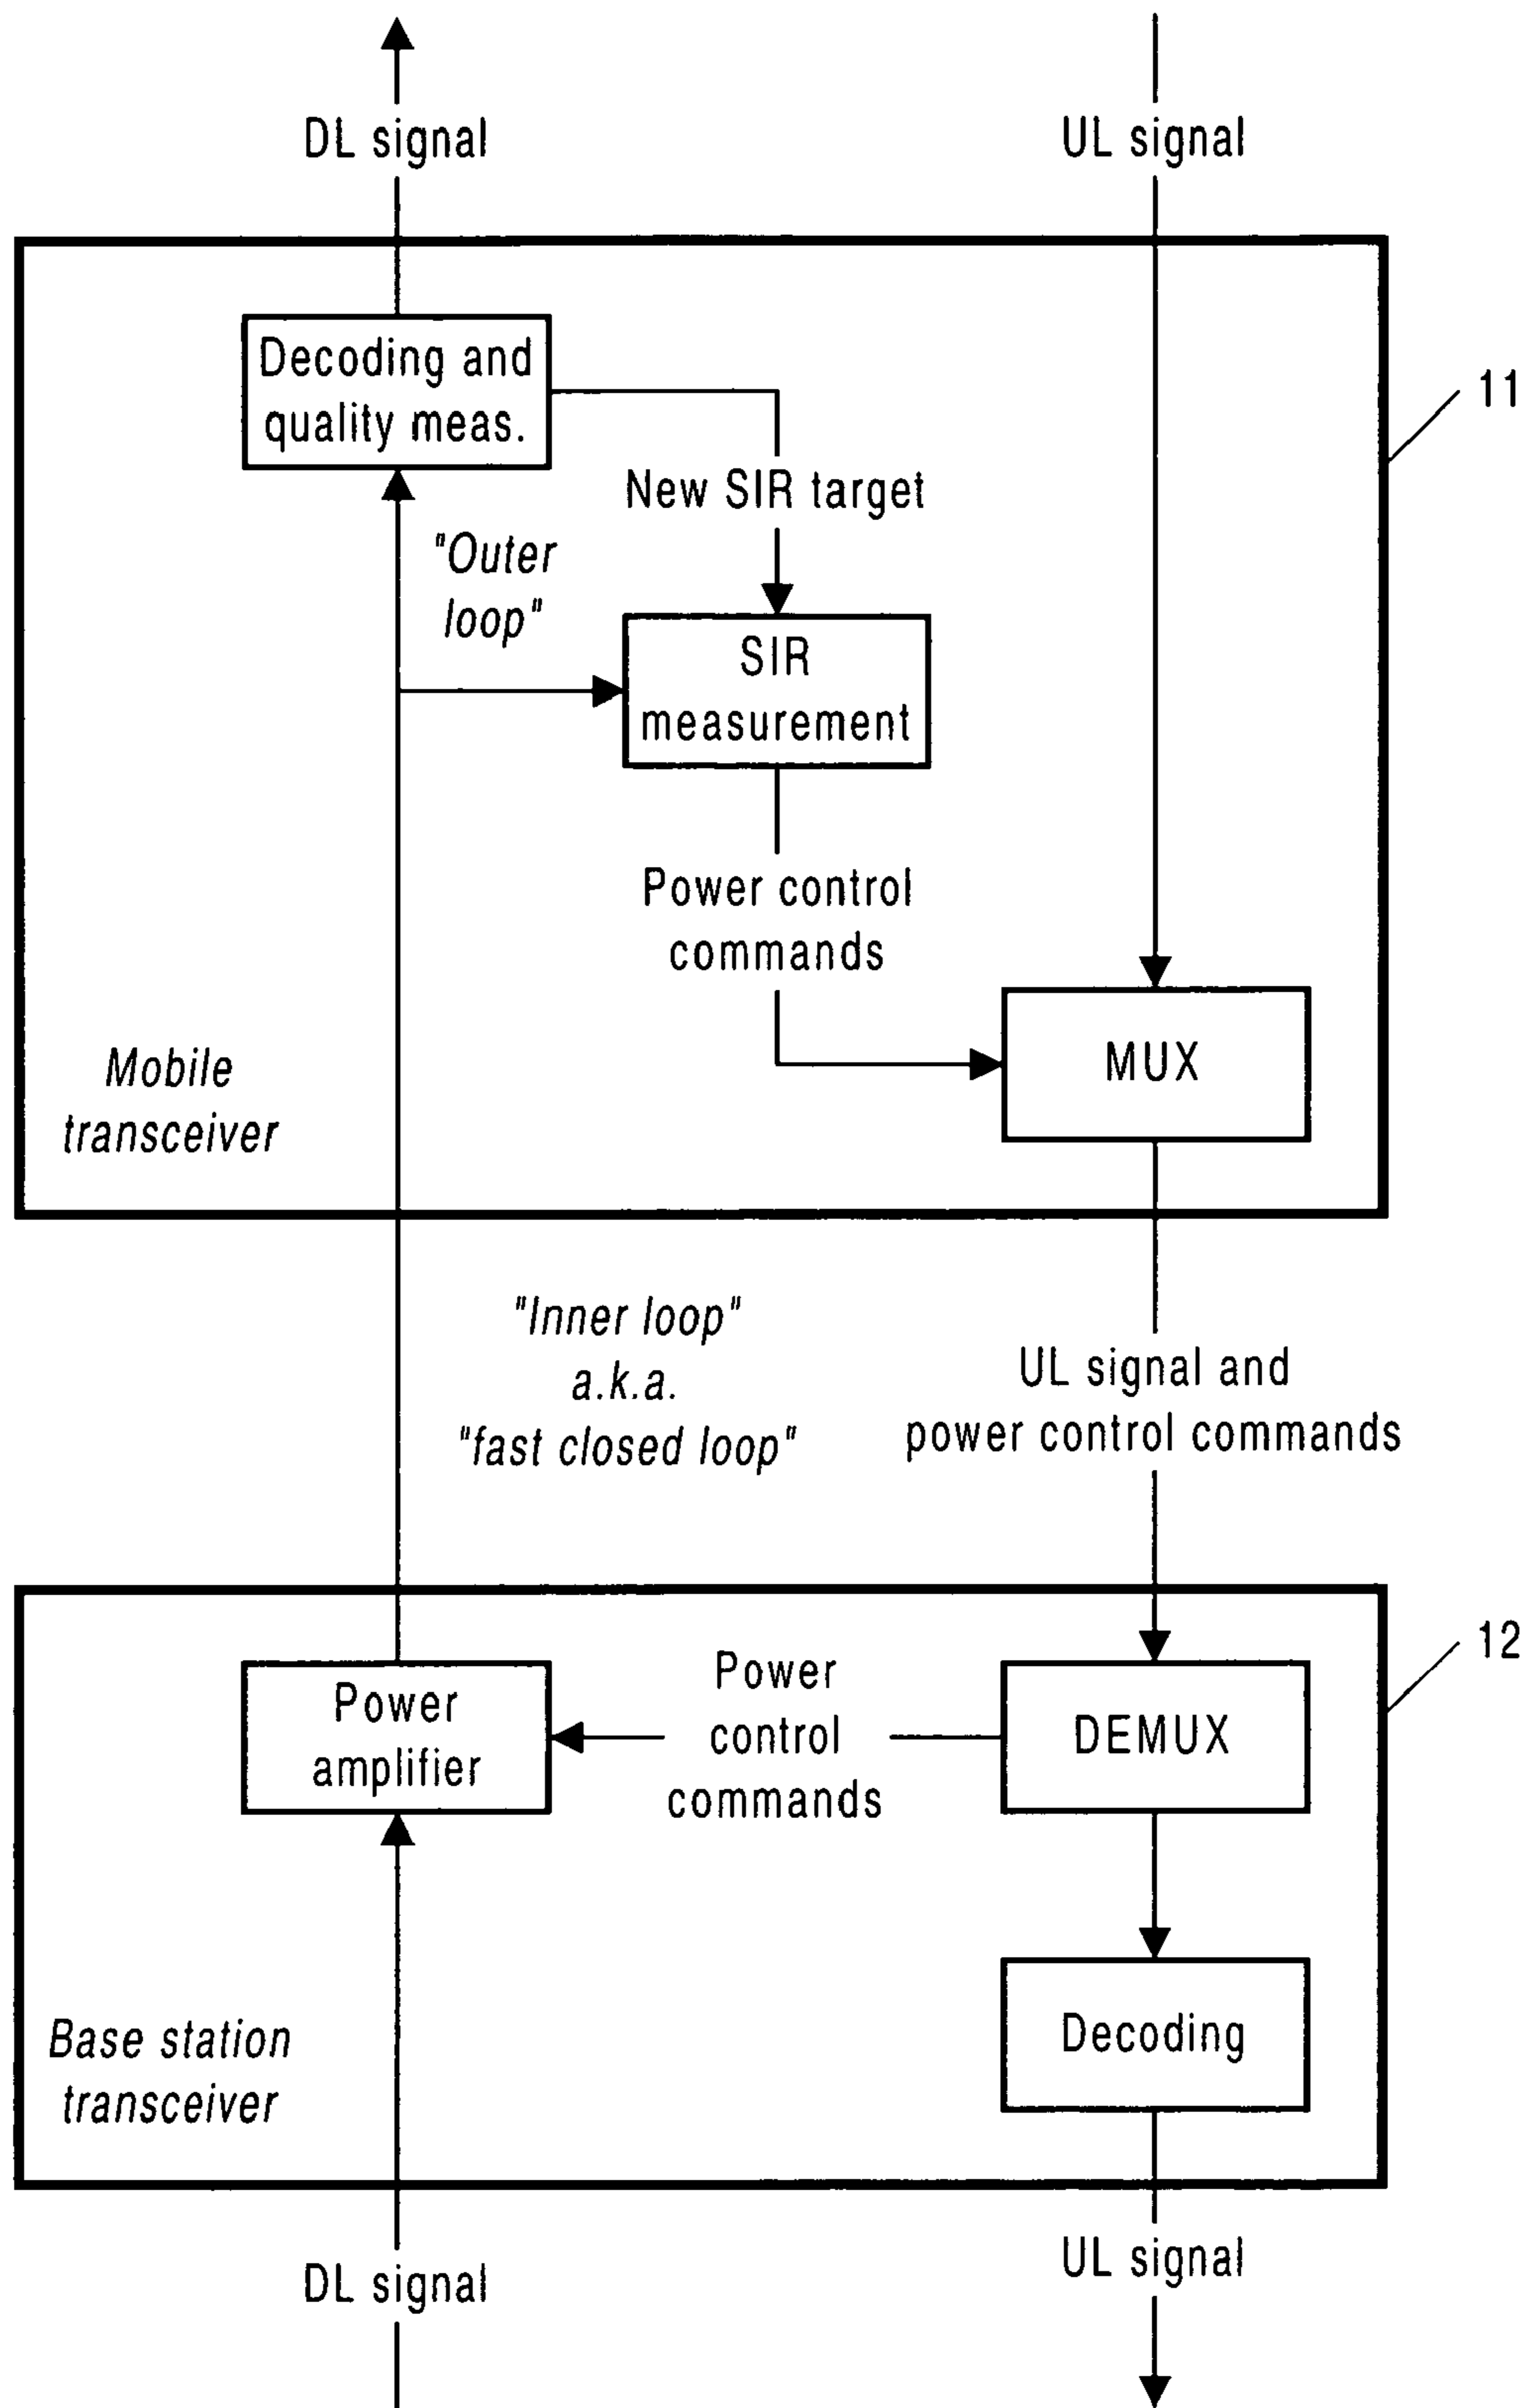 DL signal
UL signal
Decoding and
quality meas.
11
New SIR target
"Outer
loop"
SIR
measurement
Power control
commands
MUX
Mobile
transceiver
"Inner loop"
a.k.a.
"fast closed loop"
UL signal and
power control commands
12
Power
amplifier
Power
control
commands
DEMUX
Decoding
Base station
transceiver
DL signal
UL signal